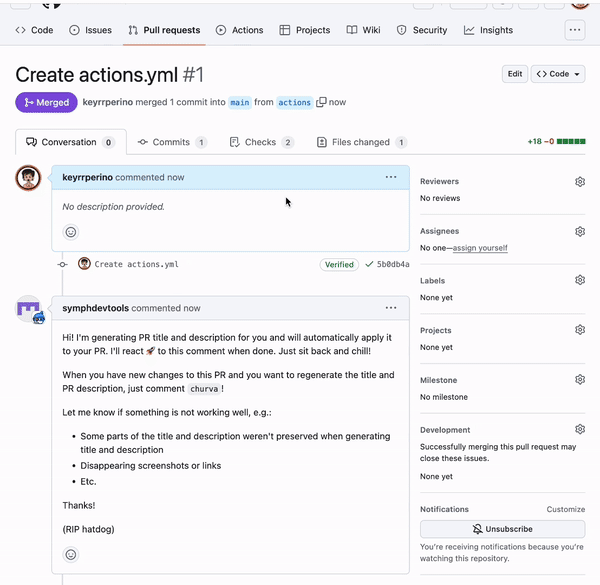 Code Issues Pull requests Actions Projects Wiki Security Insights
Create actions.yml #1
Edit
Code
Merged keyrrperino merged 1 commit into main from actions now
Conversation 0 Commits 1 Checks 2 Files changed 1
+18 −0
keyrrperino commented now
No description provided.
Create actions.yml Verified 5b0db4a
symphdevtools commented now
Hi! I'm generating PR title and description for you and will automatically apply it
to your PR. I'll react 🚀 to this comment when done. Just sit back and chill!
When you have new changes to this PR and you want to regenerate the title and
PR description, just comment churva !
Let me know if something is not working well, e.g.:
• Some parts of the title and description weren't preserved when generating
title and description
• Disappearing screenshots or links
• Etc.
Thanks!
(RIP hatdog)
Reviewers
No reviews
Assignees
No one—assign yourself
Labels
None yet
Projects
None yet
Milestone
No milestone
Development
Successfully merging this pull request may
close these issues.
None yet
Notifications Customize
Unsubscribe
You're receiving notifications because you're
watching this repository.